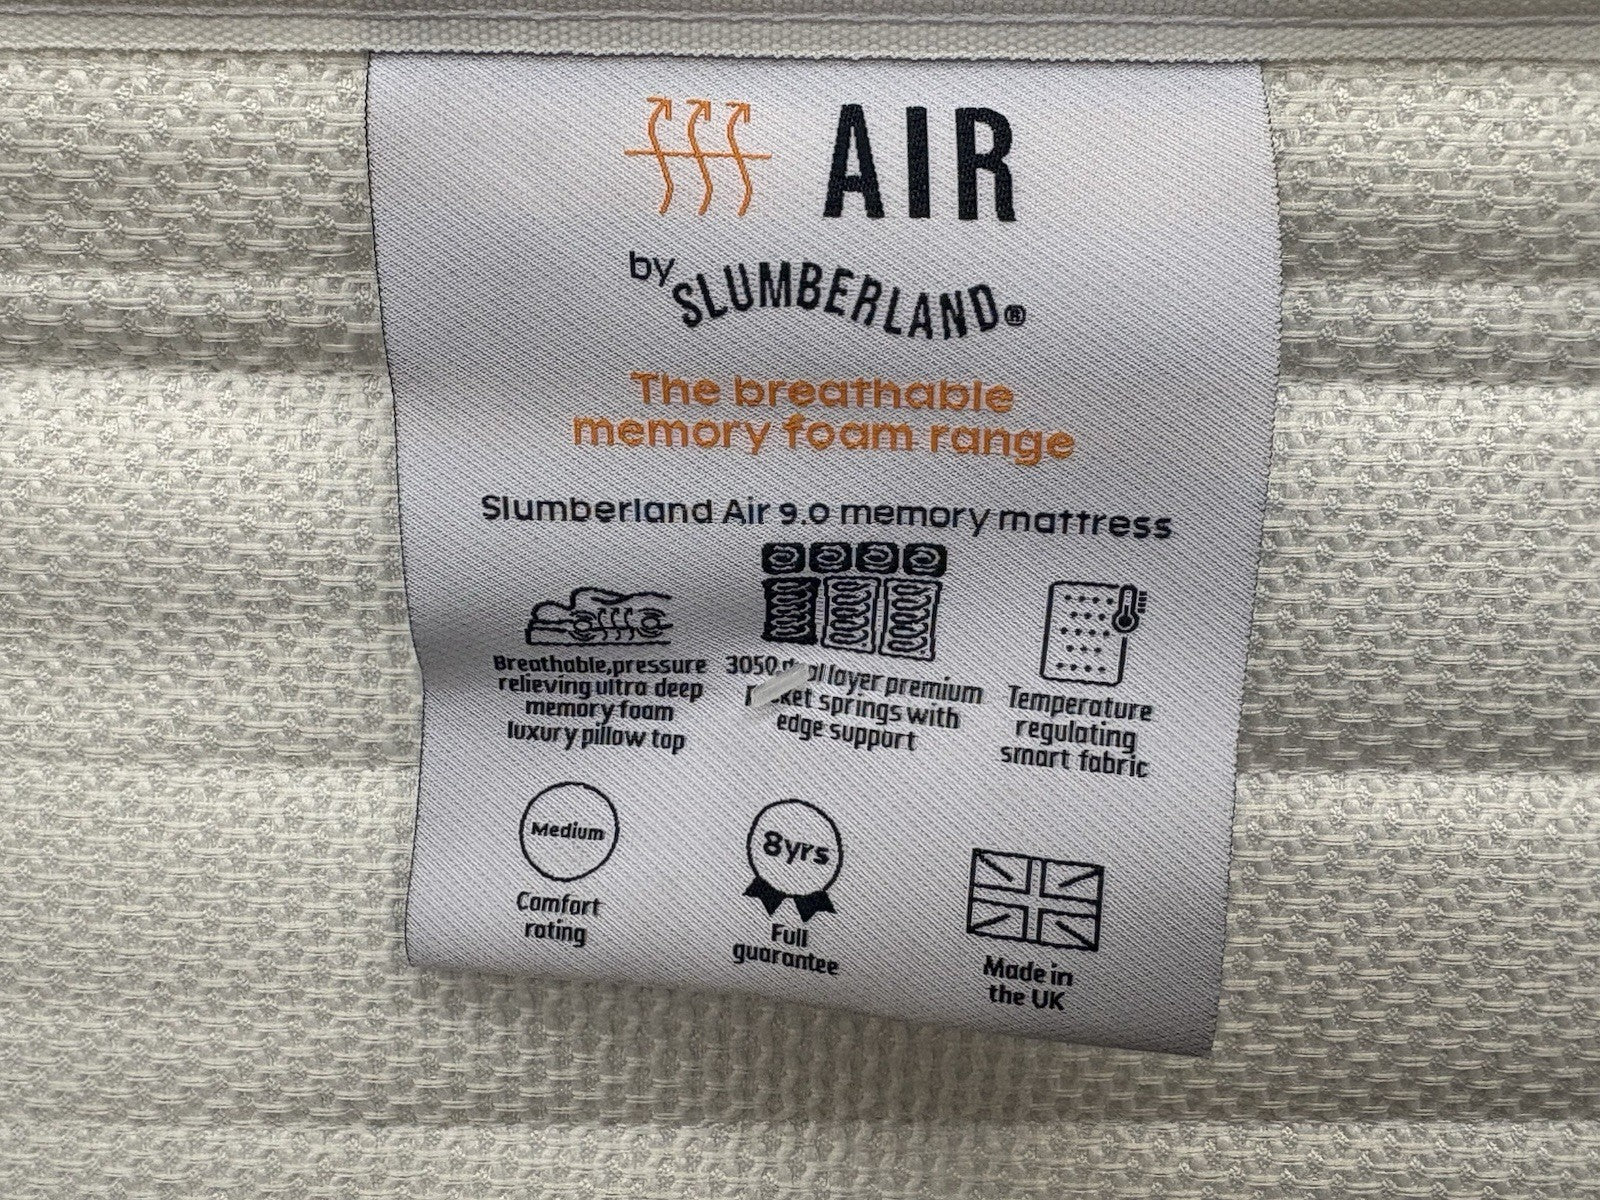 AIR
by SLUMBERLAND®
The breathable
memory foam range
Slumberland Air 9.0 memory mattress
Breathable, pressure
relieving ultra deep
memory foam
luxury pillow top
3050 layer premium
springs with
edge support
Temperature
regulating
smart fabric
Medium
Comfort
rating
8yrs
Full
guarantee
Made in
the UK